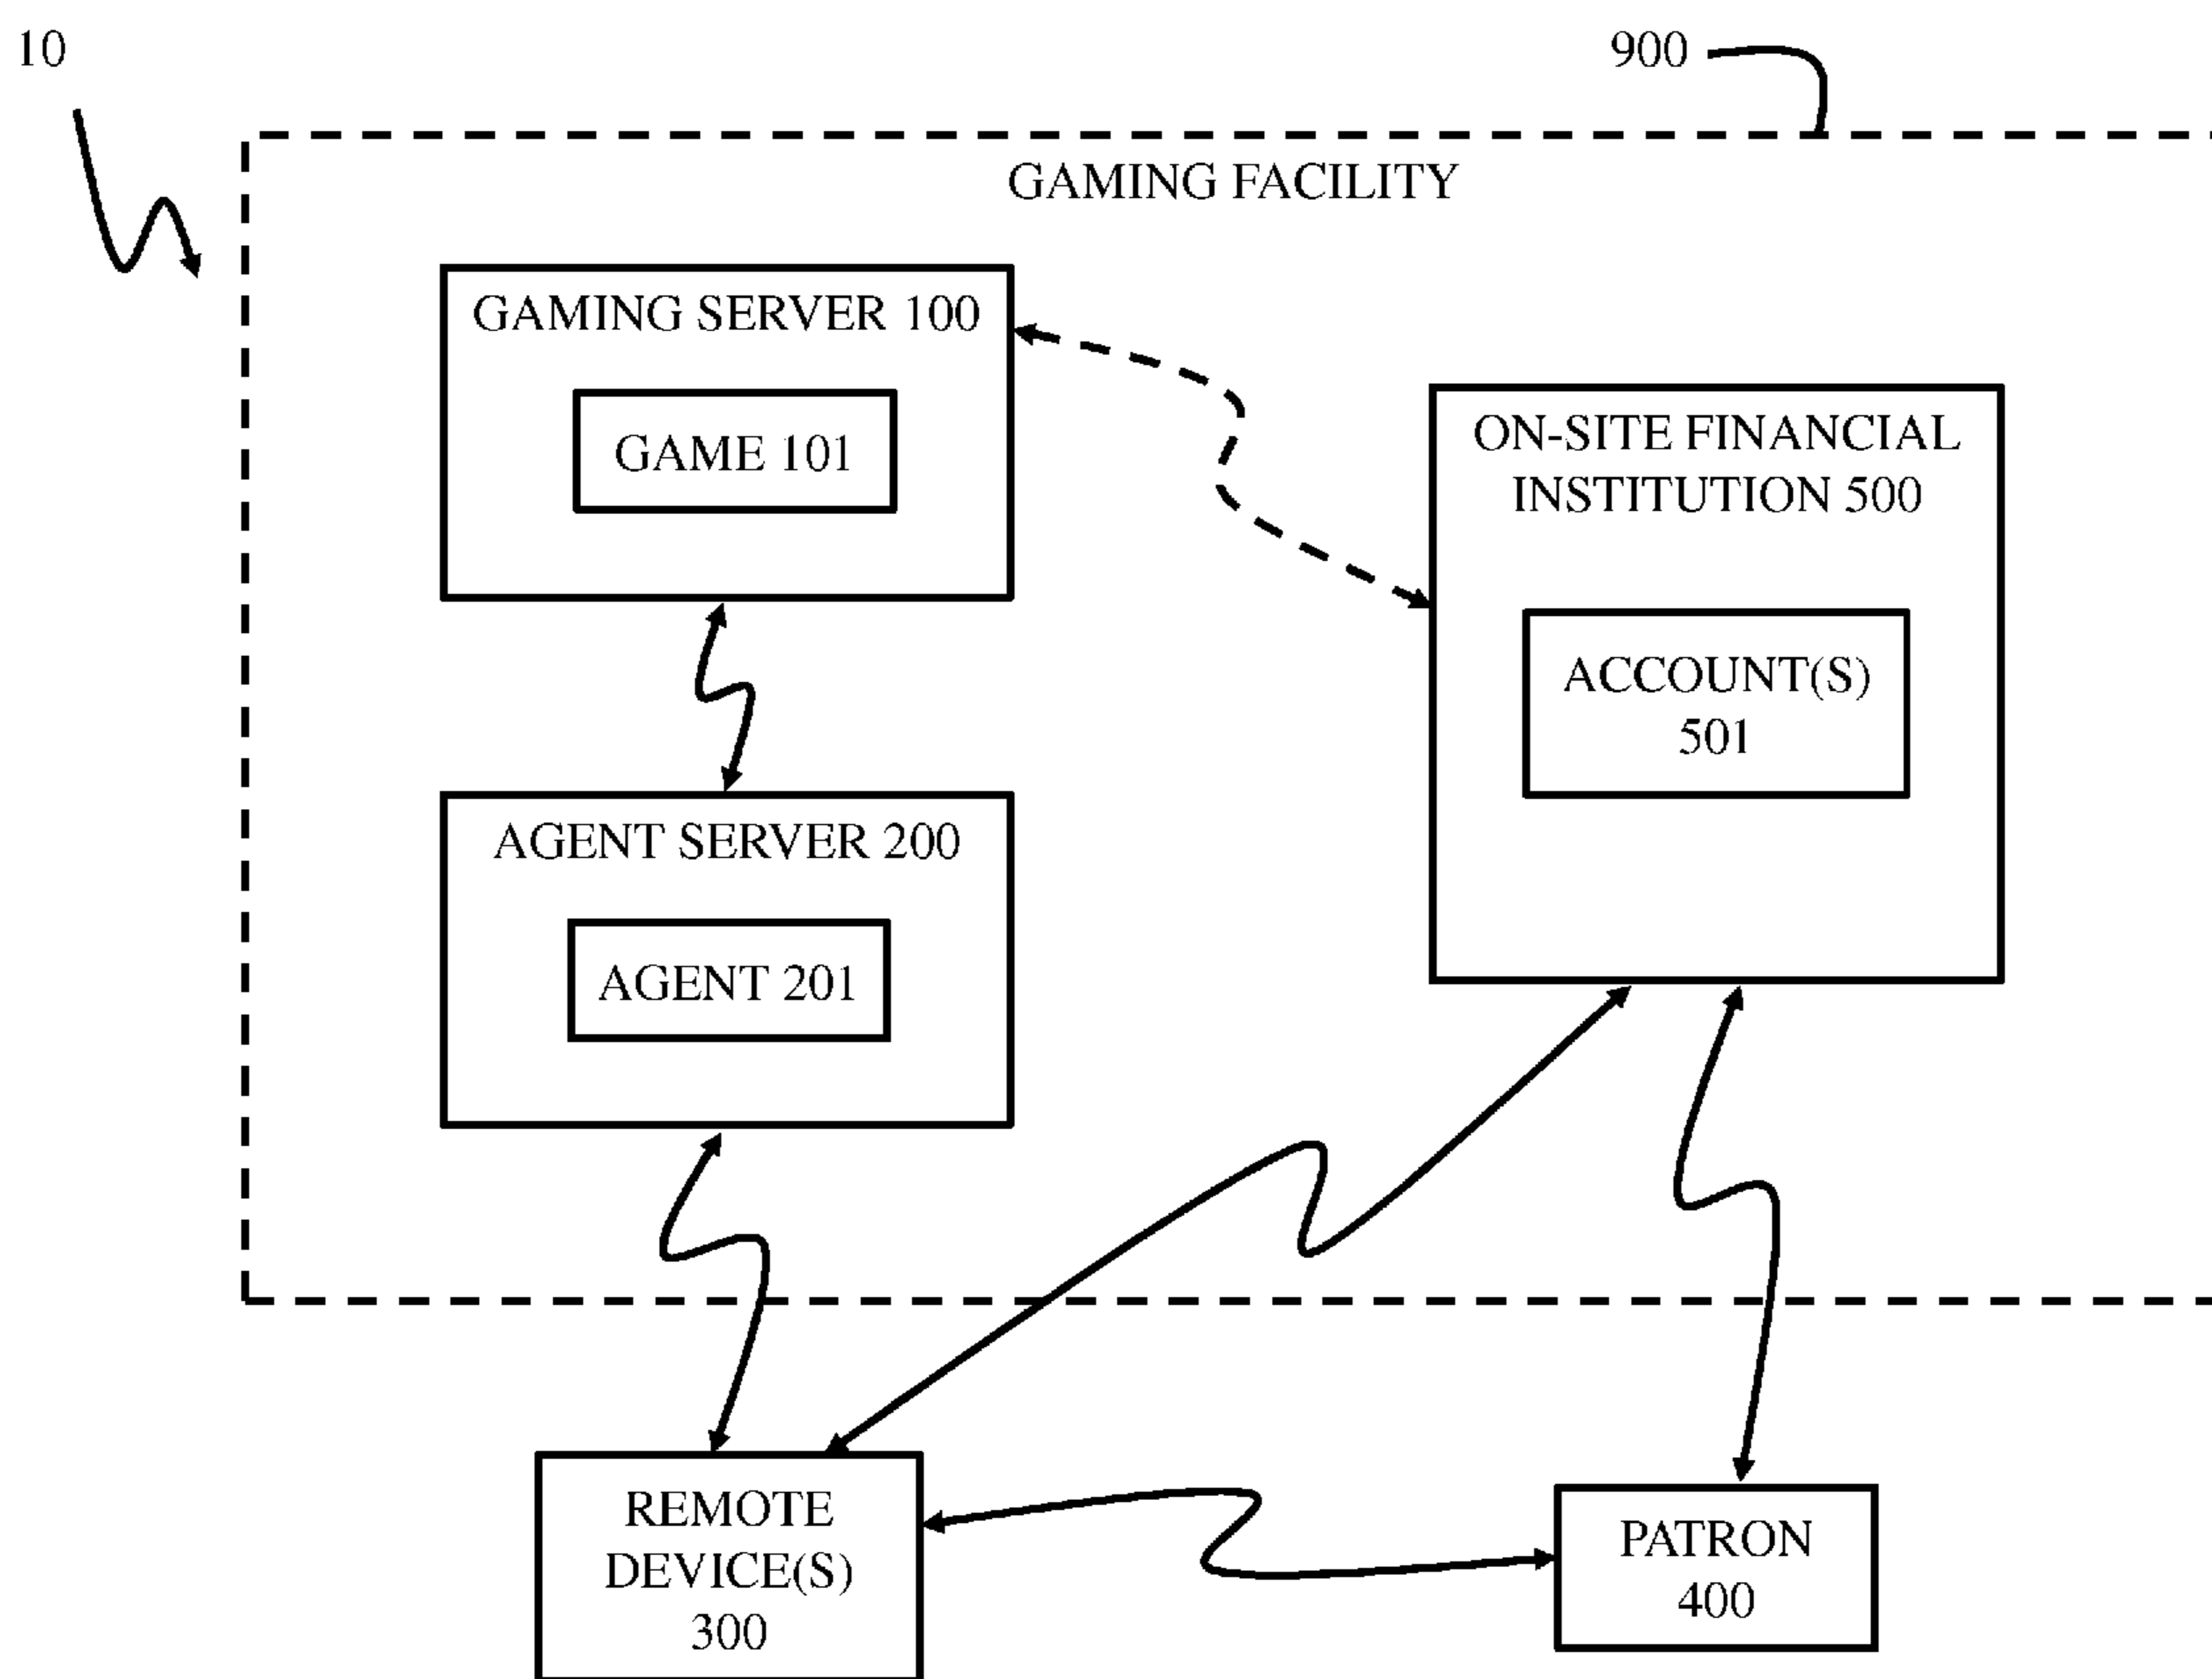 10
900
GAMING FACILITY
GAMING SERVER 100
GAME 101
ON-SITE FINANCIAL
INSTITUTION 500
ACCOUNT(S)
501
AGENT SERVER 200
AGENT 201
REMOTE
DEVICE(S)
300
PATRON
400